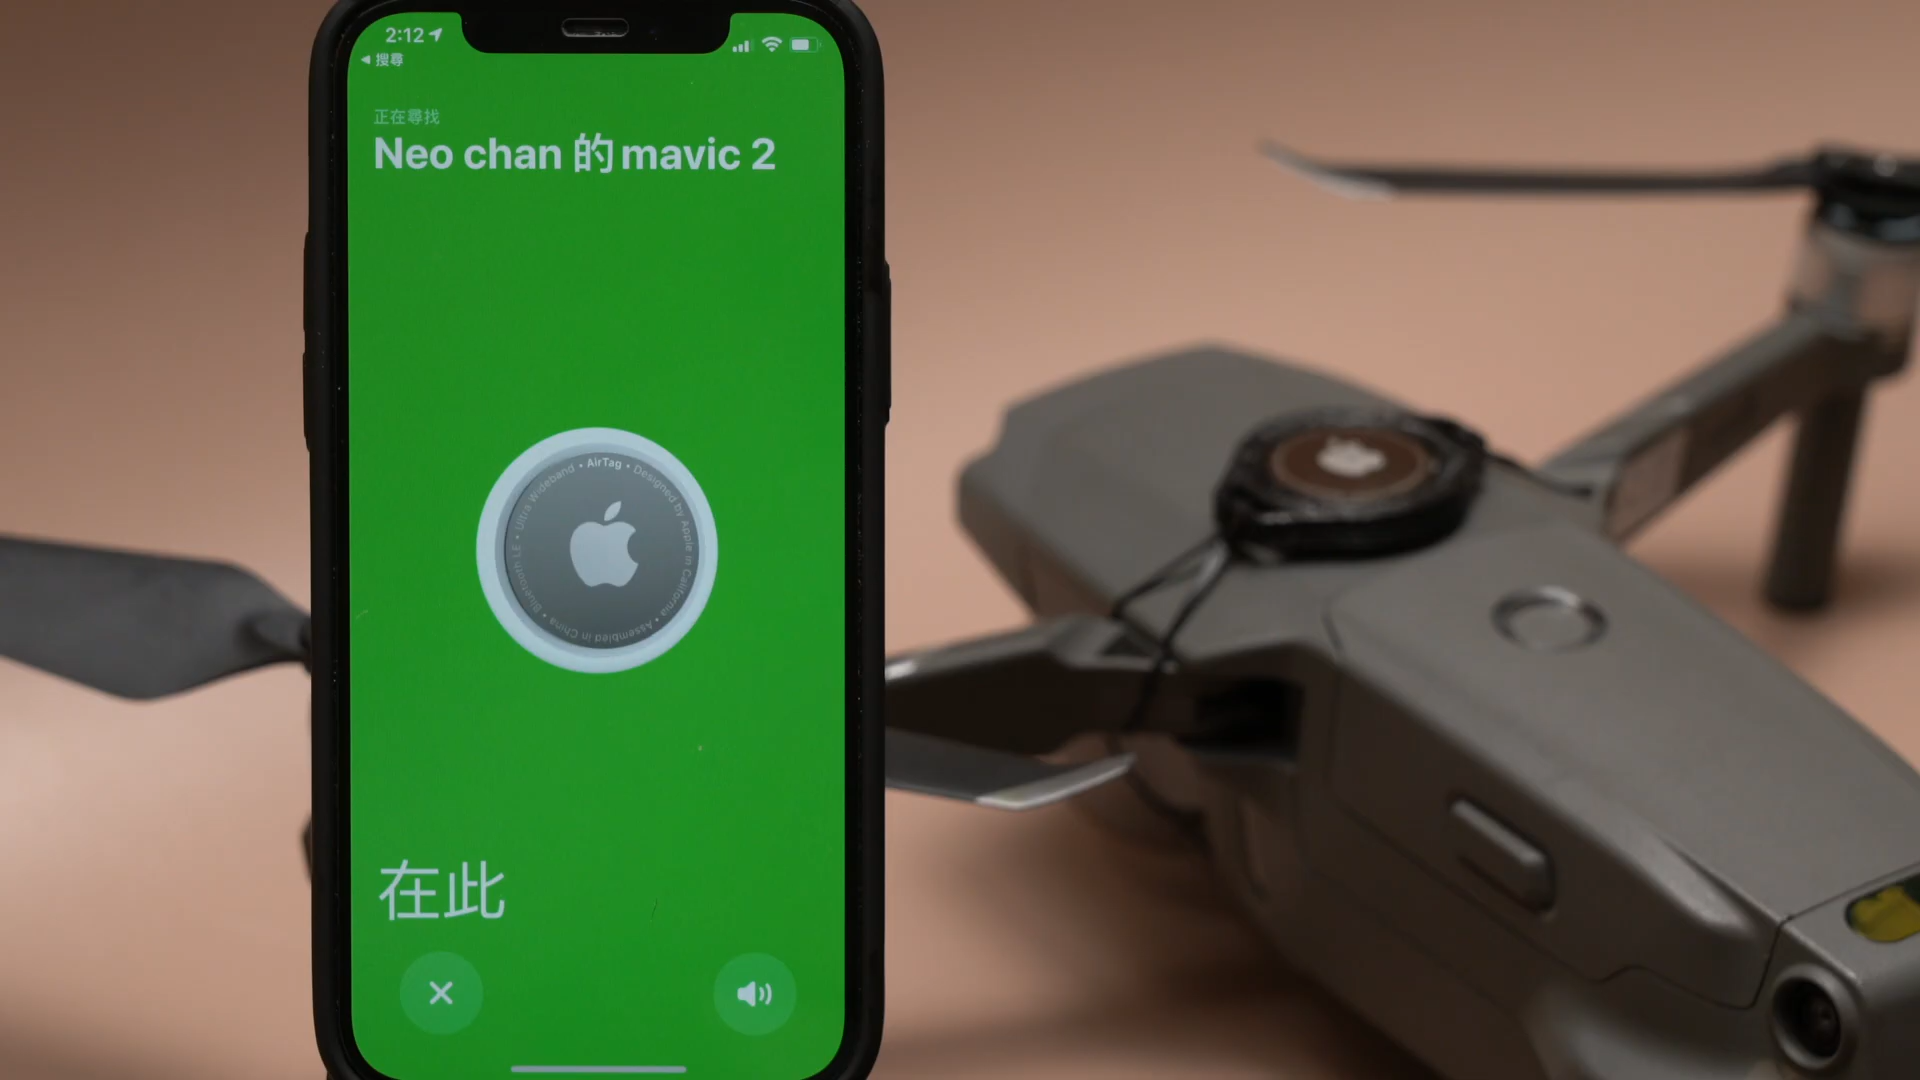 2:12
◀ 搜尋
正在尋找
Neo chan 的 mavic 2
• AirTag • Designed by Apple in California • Assembled in China • Bluetooth LE • Ultra Wideband
在此